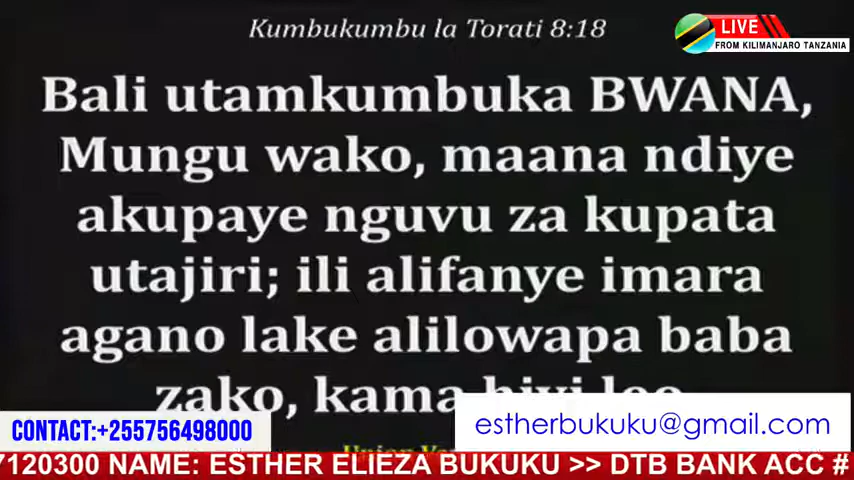 Kumbukumbu la Torati 8:18
LIVE
FROM KILIMANJARO TANZANIA
Bali utamkumbuka BWANA,
Mungu wako, maana ndiye
akupaye nguvu za kupata
utajiri; ili alifanye imara
agano lake alilowapa baba
zako, kama hivi leo
CONTACT:+255756498000
estherbukuku@gmail.com
7120300 NAME: ESTHER ELIEZA BUKUKU >> DTB BANK ACC #